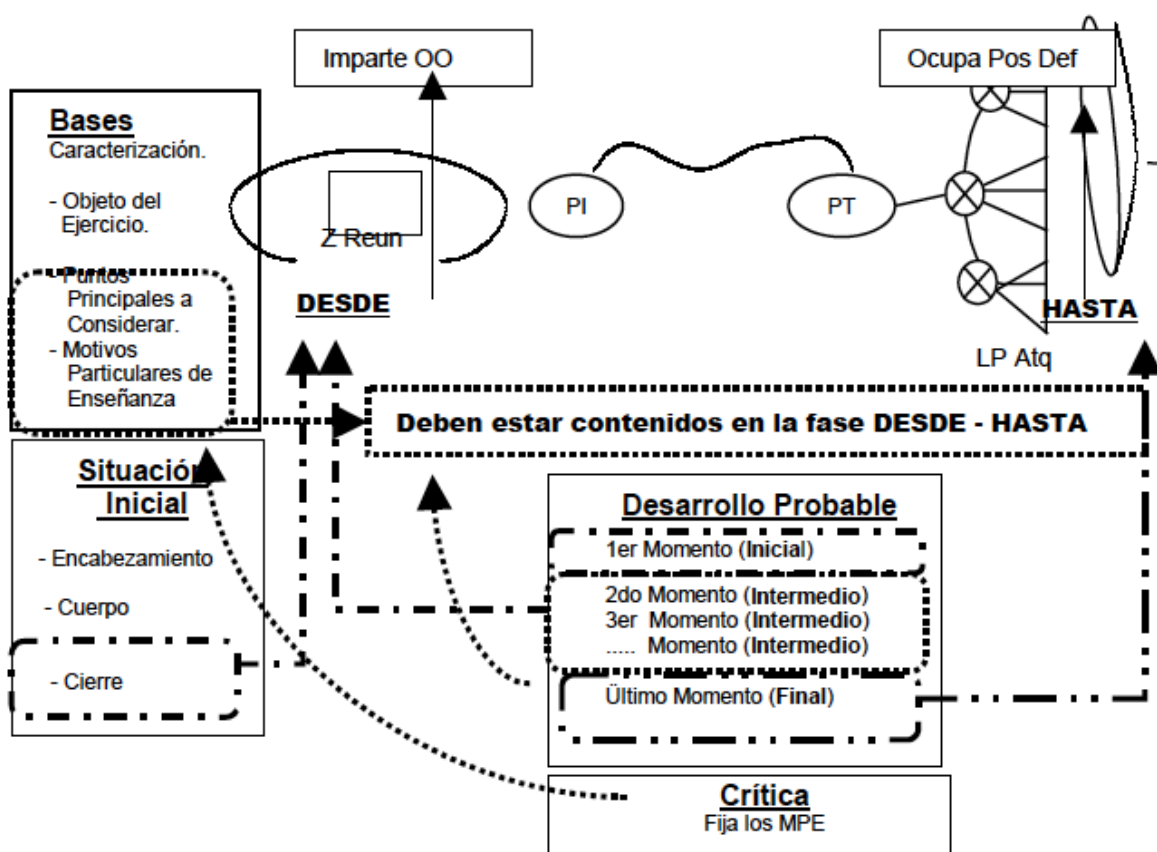 Imparte OO
Ocupa Pos Def
Bases
Caracterización.
- Objeto del
Ejercicio.
- Puntos
Principales a
Considerar.
- Motivos
Particulares de
Enseñanza
Z Reun
PI
PT
DESDE
HASTA
LP Atq
Deben estar contenidos en la fase DESDE - HASTA
Situación
Inicial
- Encabezamiento
- Cuerpo
- Cierre
Desarrollo Probable
1er Momento (Inicial)
2do Momento (Intermedio)
3er Momento (Intermedio)
..... Momento (Intermedio)
Último Momento (Final)
Crítica
Fija los MPE